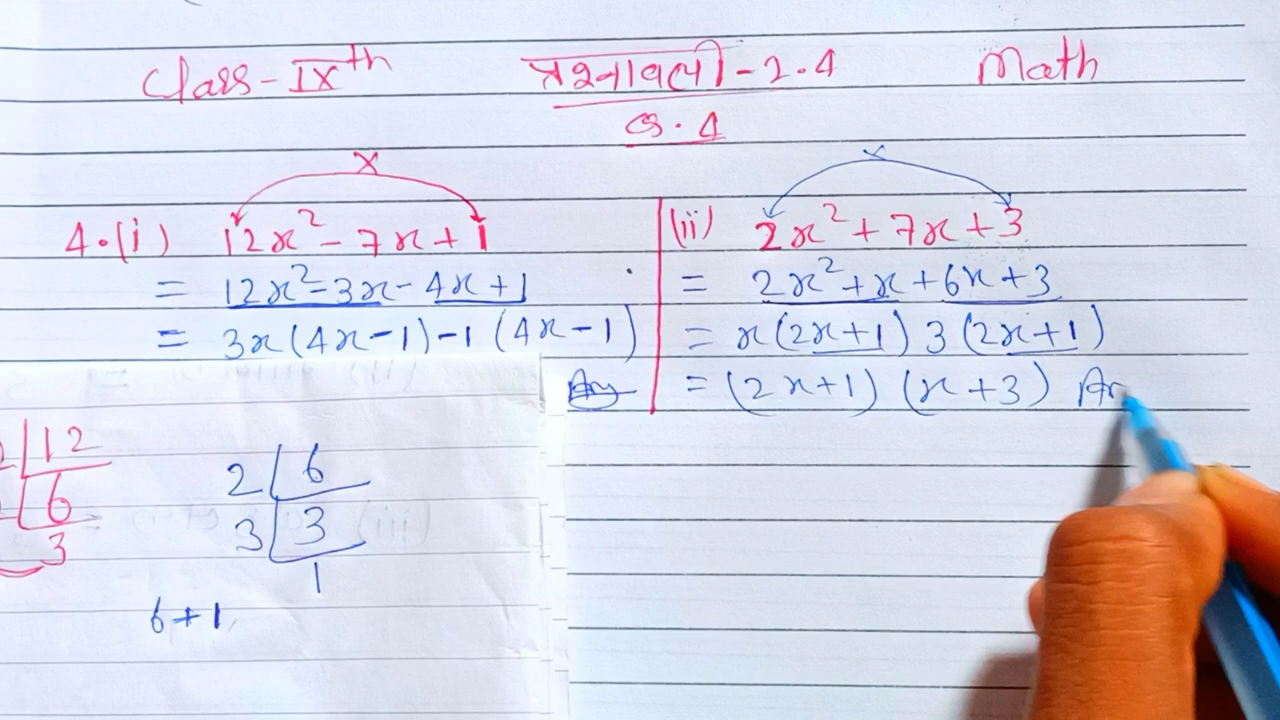 Class-IXth प्रश्नावली-2.4 Math
Q.4
x
4.(i) 12x²-7x+1
= 12x²-3x-4x+1
= 3x(4x-1)-1(4x-1)
Ans
x
(ii) 2x²+7x+3
= 2x²+x+6x+3
= x(2x+1) 3(2x+1)
= (2x+1) (x+3) An
12
6
3
2 6
3 3
1
6+1